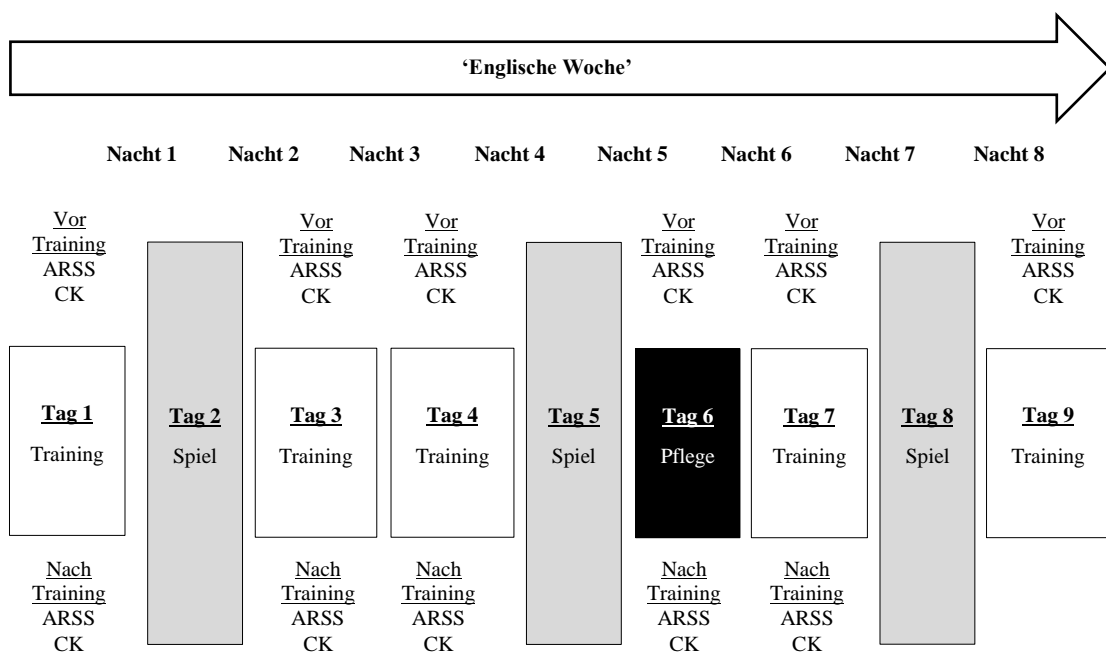 ‘Englische Woche’
Nacht 1 Nacht 2 Nacht 3 Nacht 4 Nacht 5 Nacht 6 Nacht 7 Nacht 8
Vor
Training
ARSS
CK
Vor
Training
ARSS
CK
Vor
Training
ARSS
CK
Vor
Training
ARSS
CK
Vor
Training
ARSS
CK
Vor
Training
ARSS
CK
Tag 1
Training
Tag 2
Spiel
Tag 3
Training
Tag 4
Training
Tag 5
Spiel
Tag 6
Pflege
Tag 7
Training
Tag 8
Spiel
Tag 9
Training
Nach
Training
ARSS
CK
Nach
Training
ARSS
CK
Nach
Training
ARSS
CK
Nach
Training
ARSS
CK
Nach
Training
ARSS
CK